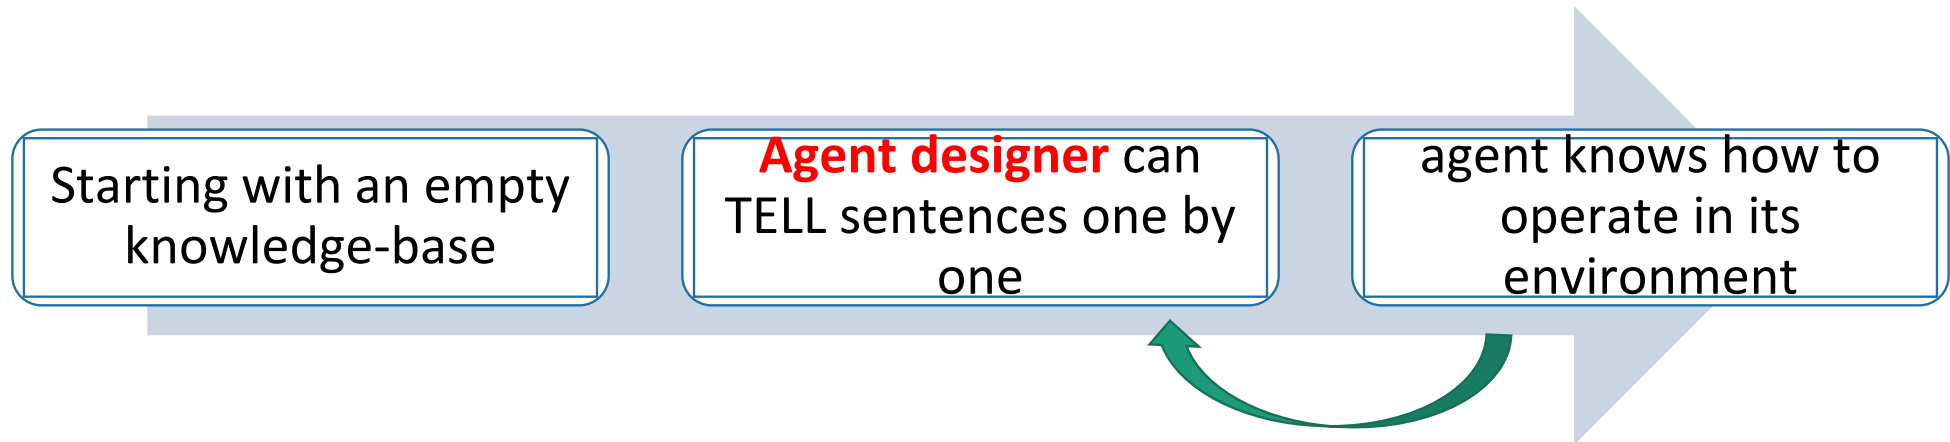 Starting with an empty
knowledge-base
Agent designer can
TELL sentences one by
one
agent knows how to
operate in its
environment